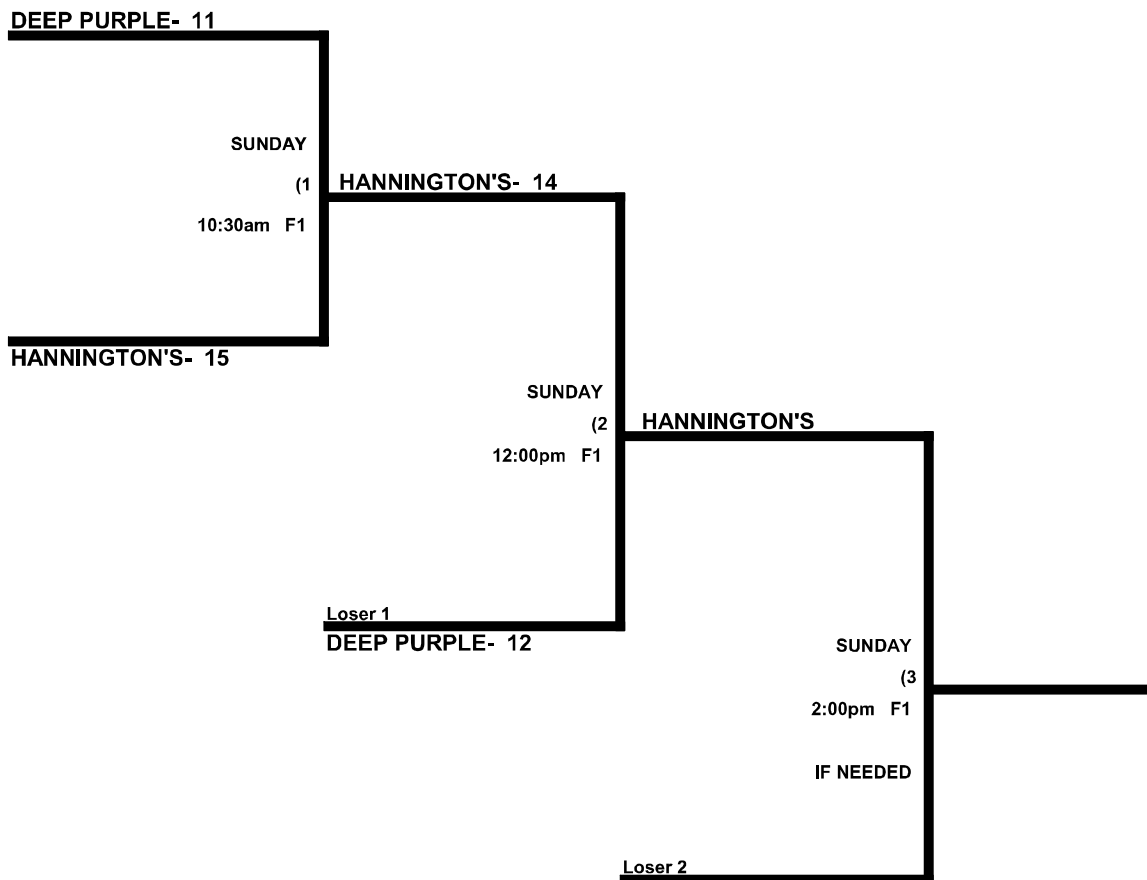 DEEP PURPLE- 11
SUNDAY
(1
HANNINGTON'S- 14
10:30am F1
HANNINGTON'S- 15
SUNDAY
(2
HANNINGTON'S
12:00pm F1
Loser 1
DEEP PURPLE- 12
SUNDAY
(3
2:00pm F1
IF NEEDED
Loser 2